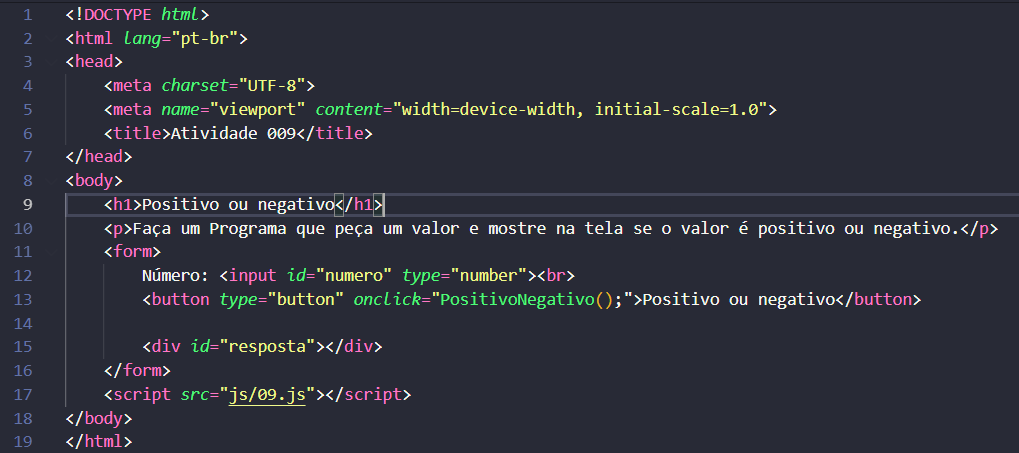 1 <!DOCTYPE html>
2 <html lang="pt-br">
3 <head>
4     <meta charset="UTF-8">
5     <meta name="viewport" content="width=device-width, initial-scale=1.0">
6     <title>Atividade 009</title>
7 </head>
8 <body>
9     <h1>Positivo ou negativo</h1>
10     <p>Faça um Programa que peça um valor e mostre na tela se o valor é positivo ou negativo.</p>
11     <form>
12         Número: <input id="numero" type="number"><br>
13         <button type="button" onclick="PositivoNegativo();">Positivo ou negativo</button>
14
15         <div id="resposta"></div>
16     </form>
17     <script src="js/09.js"></script>
18 </body>
19 </html>